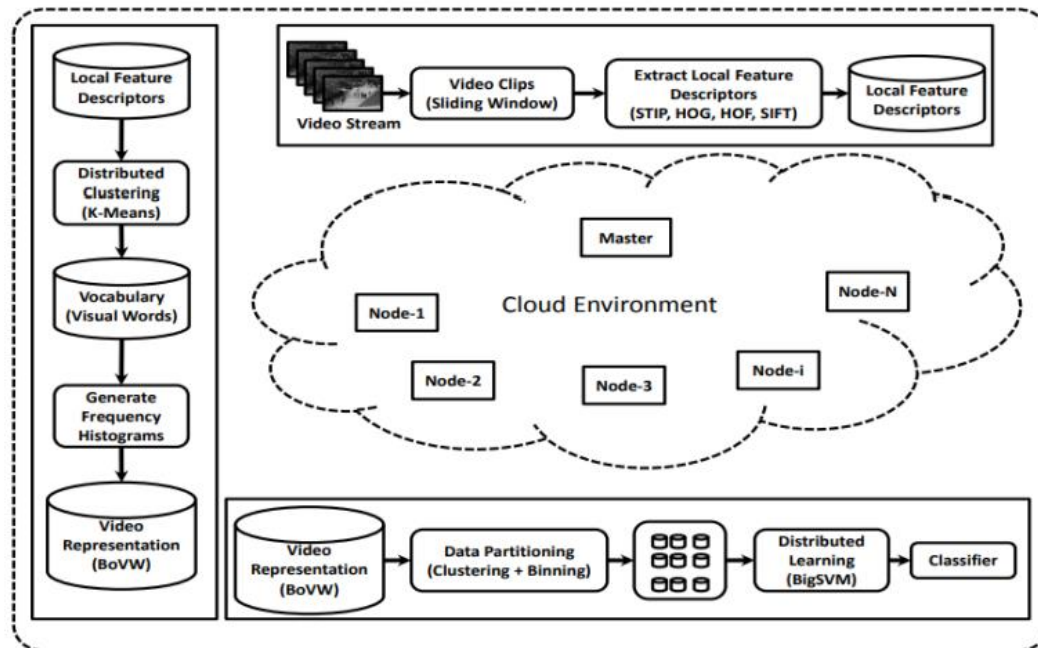 Local Feature
Descriptors
Distributed
Clustering
(K-Means)
Vocabulary
(Visual Words)
Generate
Frequency
Histograms
Video
Representation
(BoVW)
Video Stream
Video Clips
(Sliding Window)
Extract Local Feature
Descriptors
(STIP, HOG, HOF, SIFT)
Local Feature
Descriptors
Master
Cloud Environment
Node-1
Node-2
Node-3
Node-i
Node-N
Video
Representation
(BoVW)
Data Partitioning
(Clustering + Binning)
Distributed
Learning
(BigSVM)
Classifier